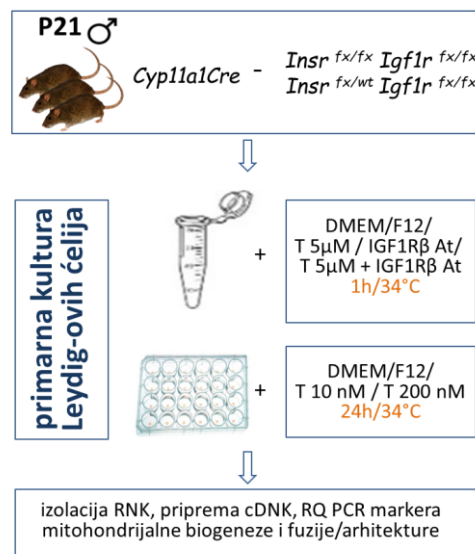 P21 ♂
Cyp11a1Cre -
Insr fx/fx Igf1r fx/fx
Insr fx/wt Igf1r fx/fx
primarna kultura
Leydig-ovih ćelija
+
DMEM/F12/
T 5µM / IGF1Rβ At/
T 5µM + IGF1Rβ At
1h/34°C
+
DMEM/F12/
T 10 nM / T 200 nM
24h/34°C
izolacija RNK, priprema cDNK, RQ PCR markera
mitohondrijalne biogeneze i fuzije/arhitekture